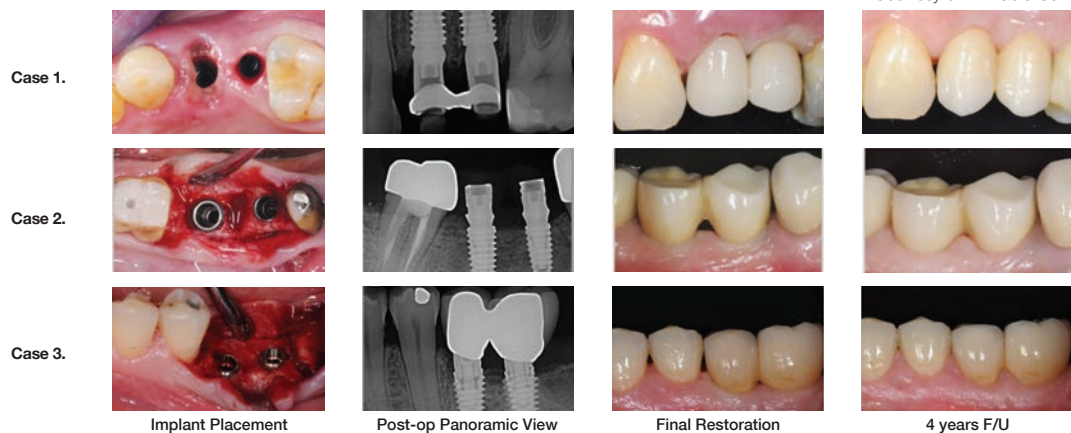 Case 1.
Case 2.
Case 3.
Implant Placement
Post-op Panoramic View
Final Restoration
4 years F/U